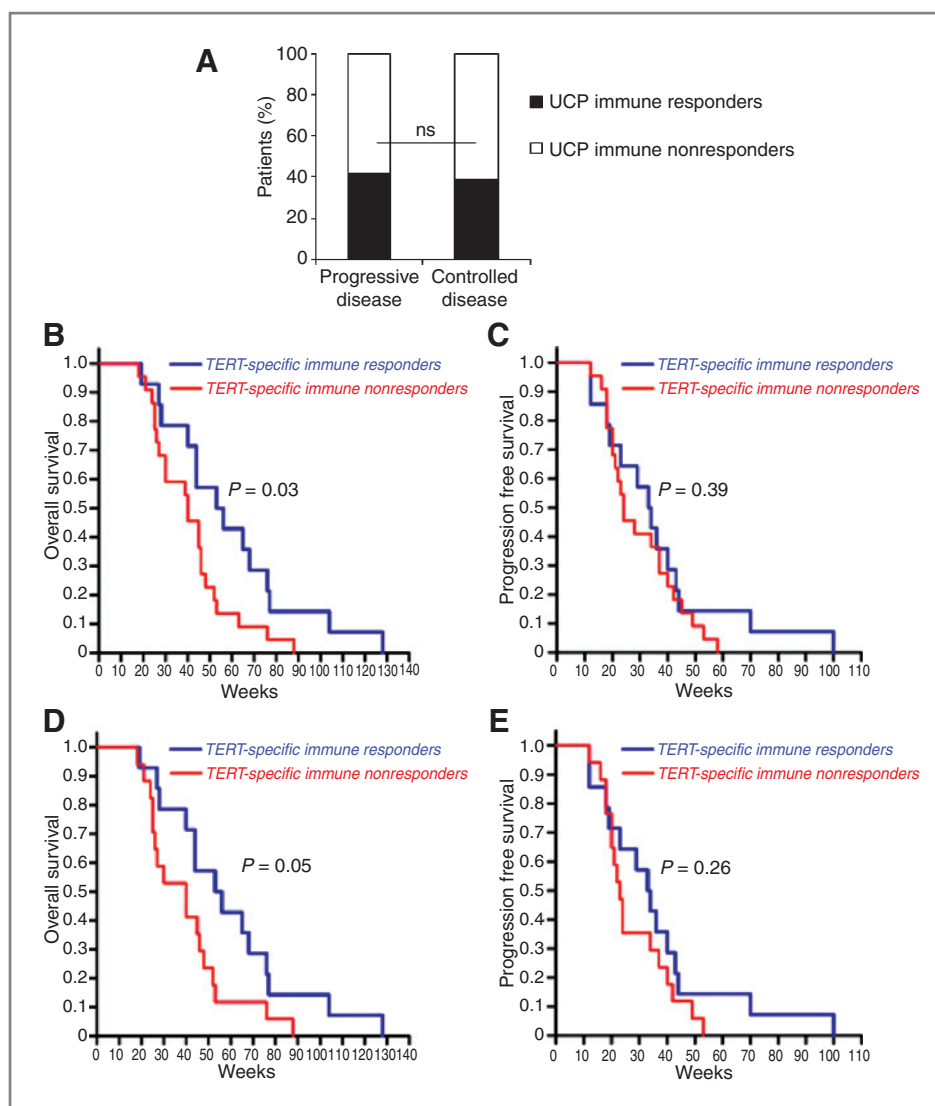 A
100
80
60
40
20
0
Patients (%)
ns
Progressive
disease
Controlled
disease
UCP immune responders
UCP immune nonresponders
B
1.0
0.9
0.8
0.7
0.6
0.5
0.4
0.3
0.2
0.1
0
Overall survival
TERT-specific immune responders
TERT-specific immune nonresponders
P = 0.03
0 10 20 30 40 50 60 70 80 90 100 110 120 130 140
Weeks
C
1.0
0.9
0.8
0.7
0.6
0.5
0.4
0.3
0.2
0.1
0
Progression free survival
TERT-specific immune responders
TERT-specific immune nonresponders
P = 0.39
0 10 20 30 40 50 60 70 80 90 100 110
Weeks
D
1.0
0.9
0.8
0.7
0.6
0.5
0.4
0.3
0.2
0.1
0
Overall survival
TERT-specific immune responders
TERT-specific immune nonresponders
P = 0.05
0 10 20 30 40 50 60 70 80 90 100 110 120 130 140
Weeks
E
1.0
0.9
0.8
0.7
0.6
0.5
0.4
0.3
0.2
0.1
0
Progression free survival
TERT-specific immune responders
TERT-specific immune nonresponders
P = 0.26
0 10 20 30 40 50 60 70 80 90 100 110
Weeks